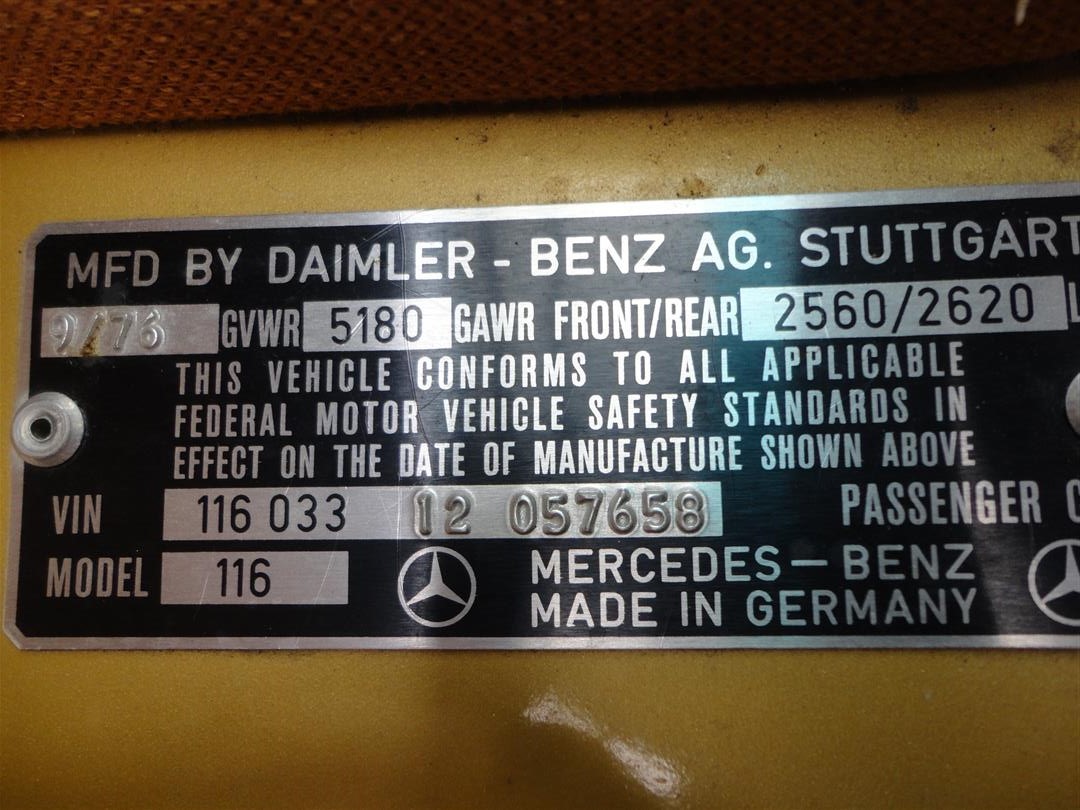 MFD BY DAIMLER - BENZ AG. STUTTGART
9/76 GVWR 5180 GAWR FRONT/REAR 2560/2620
THIS VEHICLE CONFORMS TO ALL APPLICABLE
FEDERAL MOTOR VEHICLE SAFETY STANDARDS IN
EFFECT ON THE DATE OF MANUFACTURE SHOWN ABOVE
VIN 116 033 12 057658 PASSENGER
MODEL 116 MERCEDES-BENZ
MADE IN GERMANY